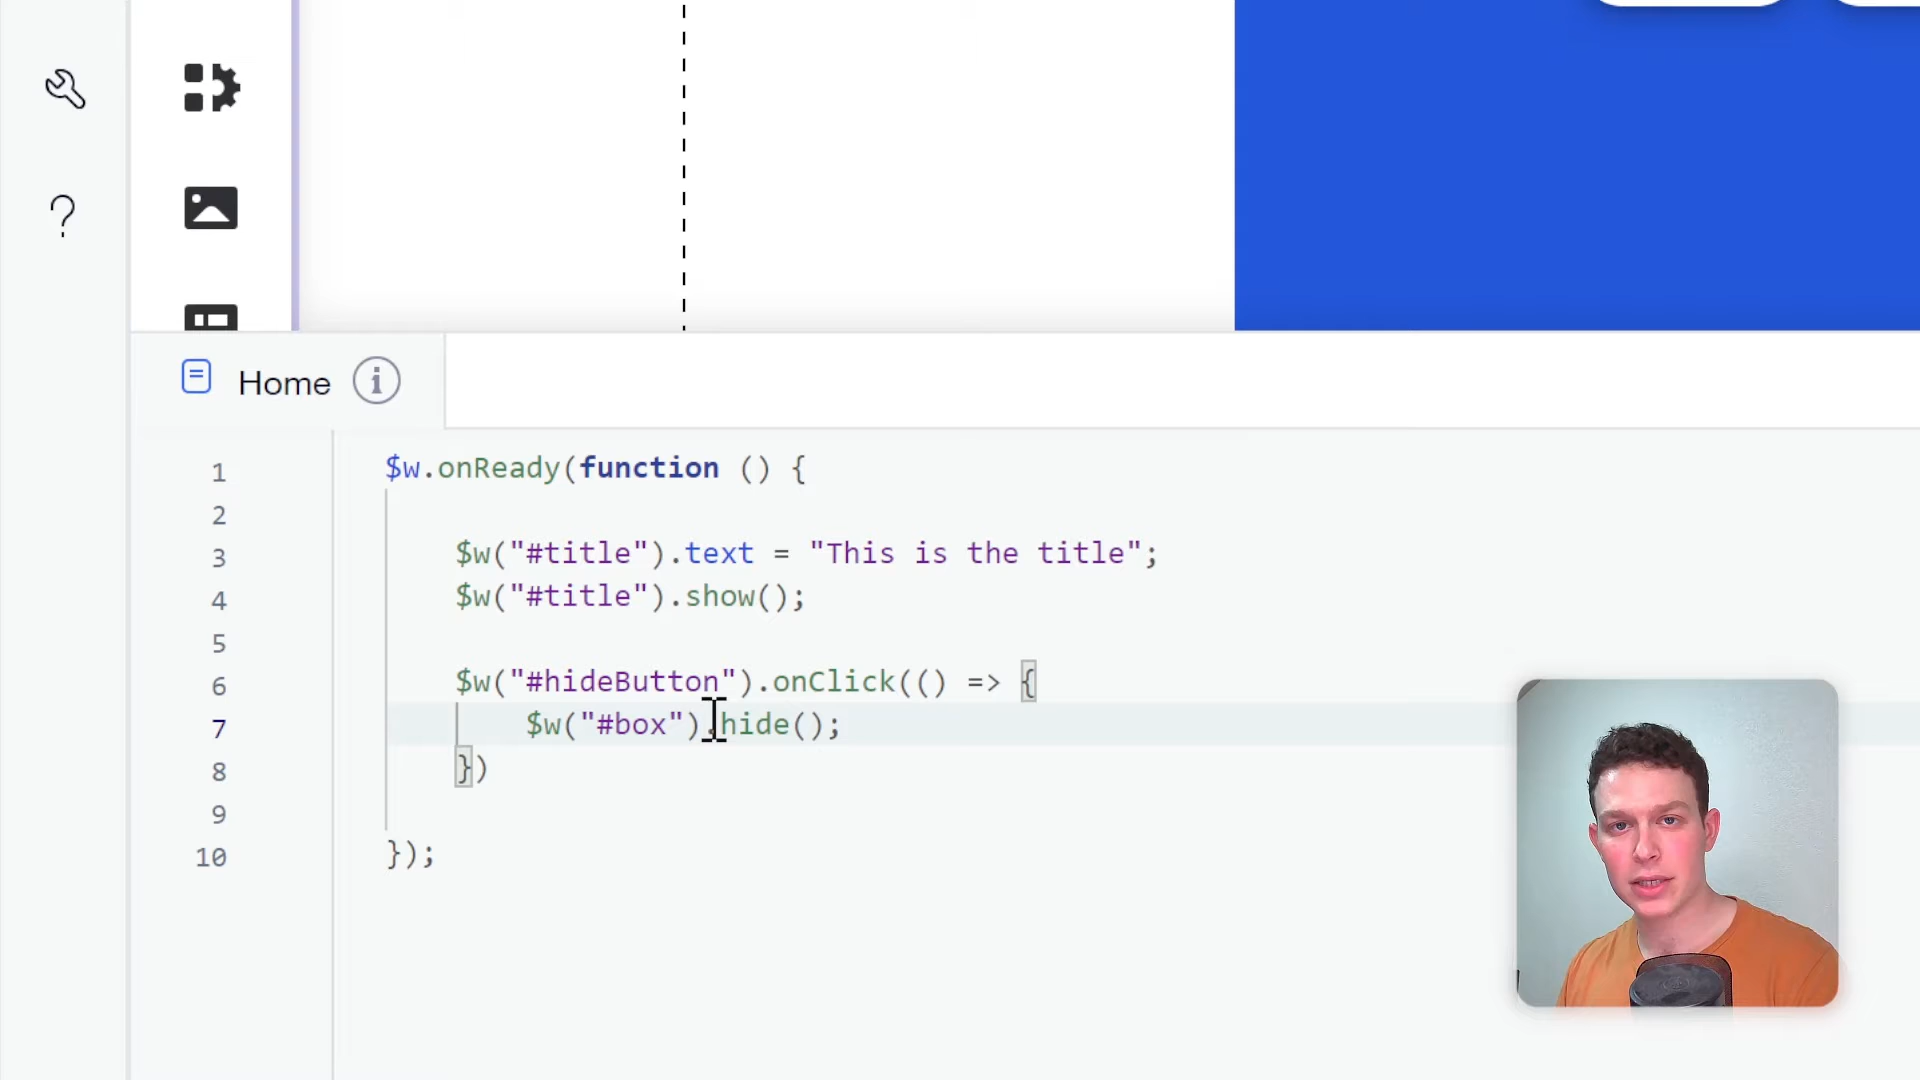 Home
1 $w.onReady(function () {
2
3 $w("#title").text = "This is the title";
4 $w("#title").show();
5
6 $w("#hideButton").onClick(() => {
7 $w("#box").hide();
8 })
9
10 });